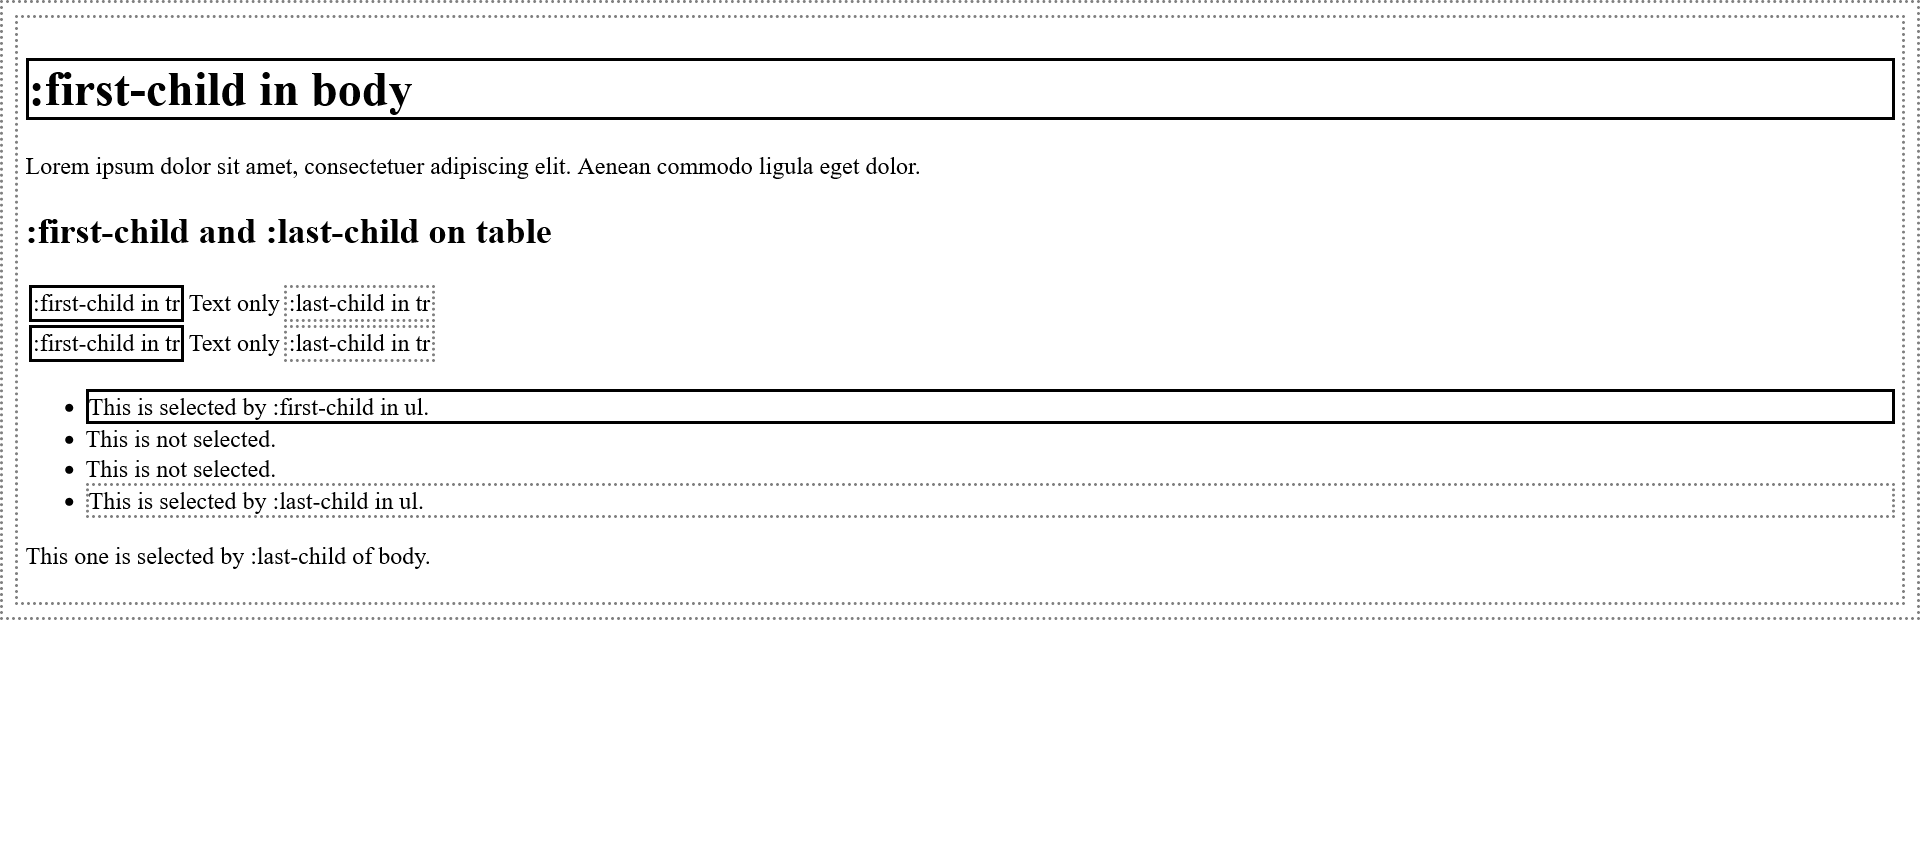 :first-child in body
Lorem ipsum dolor sit amet, consectetuer adipiscing elit. Aenean commodo ligula eget dolor.
:first-child and :last-child on table
:first-child in tr Text only :last-child in tr
:first-child in tr Text only :last-child in tr
This is selected by :first-child in ul.
This is not selected.
This is not selected.
This is selected by :last-child in ul.
This one is selected by :last-child of body.